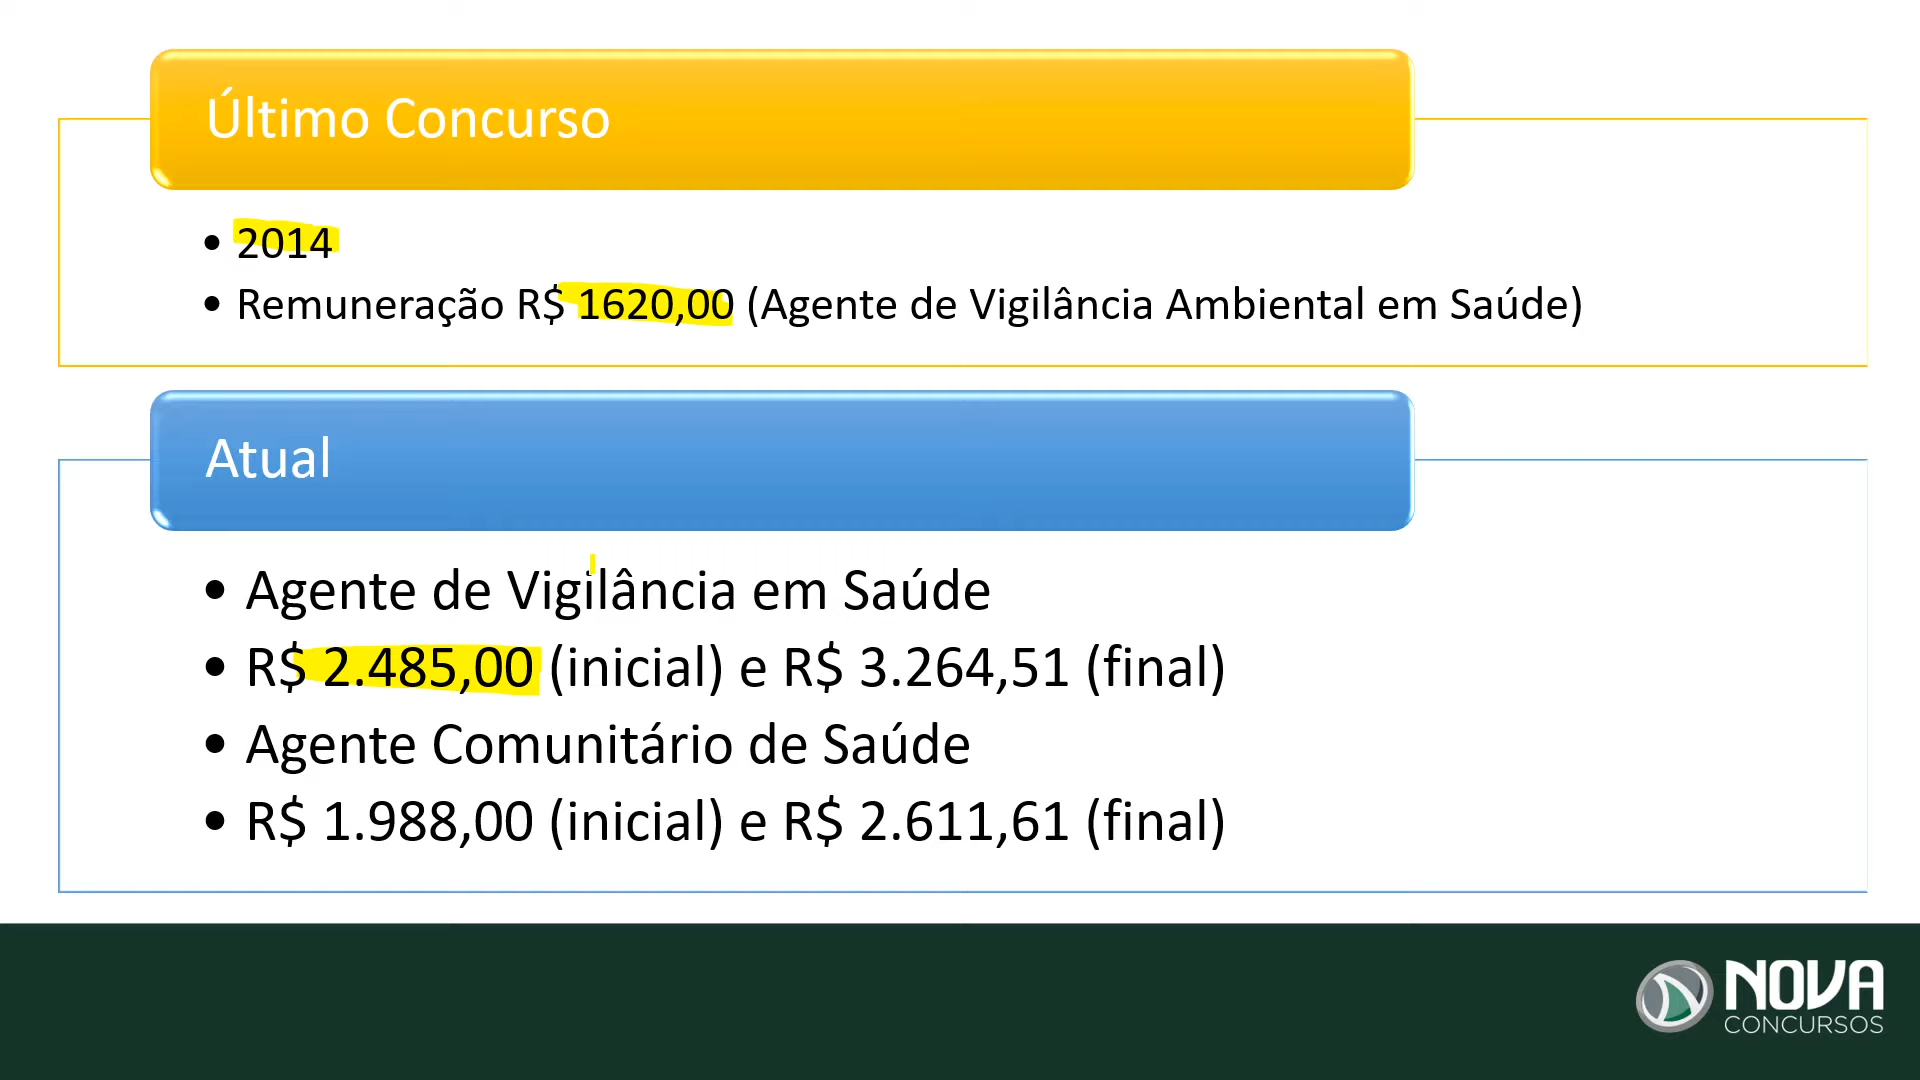 Último Concurso
• 2014
• Remuneração R$ 1620,00 (Agente de Vigilância Ambiental em Saúde)
Atual
• Agente de Vigilância em Saúde
• R$ 2.485,00 (inicial) e R$ 3.264,51 (final)
• Agente Comunitário de Saúde
• R$ 1.988,00 (inicial) e R$ 2.611,61 (final)
NOVA
CONCURSOS